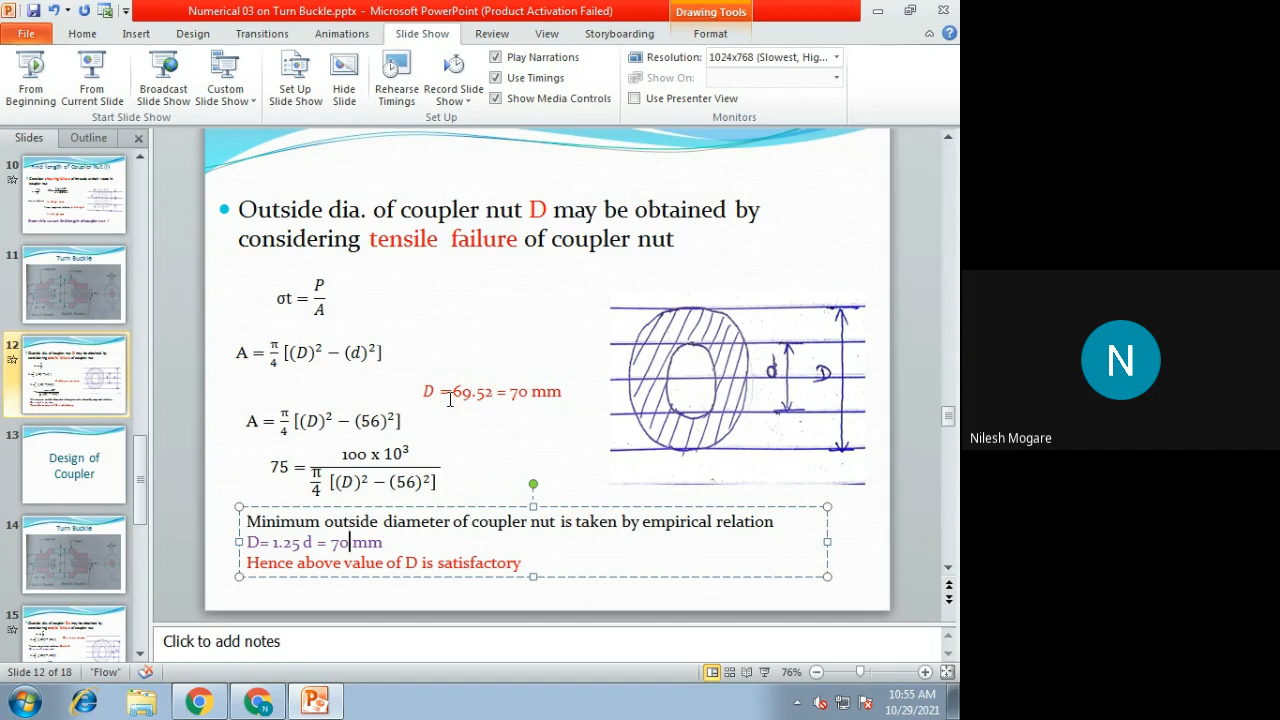 Numerical 03 on Turn Buckle.pptx - Microsoft PowerPoint (Product Activation Failed)
Drawing Tools
File Home Insert Design Transitions Animations Slide Show Review View Storyboarding Format
From Beginning
From Current Slide
Broadcast Slide Show
Custom Slide Show
Set Up Slide Show
Hide Slide
Rehearse Timings
Record Slide Show
Play Narrations
Use Timings
Show Media Controls
Resolution: 1024x768 (Slowest, Hig...
Show On:
Use Presenter View
Start Slide Show
Set Up
Monitors
Slides Outline
10
11
Turn Buckle
12
13
Design of
Coupler
14
Turn Buckle
15
• Outside dia. of coupler nut D may be obtained by
considering tensile failure of coupler nut
σt = P/A
A = π/4 [(D)² − (d)²]
D = 69.52 = 70 mm
A = π/4 [(D)² − (56)²]
75 = 100 x 10³ / π/4 [(D)² − (56)²]
d
D
Minimum outside diameter of coupler nut is taken by empirical relation
D= 1.25 d = 70 mm
Hence above value of D is satisfactory
Click to add notes
Slide 12 of 18 "Flow" 76%
10:55 AM
10/29/2021
N
Nilesh Mogare